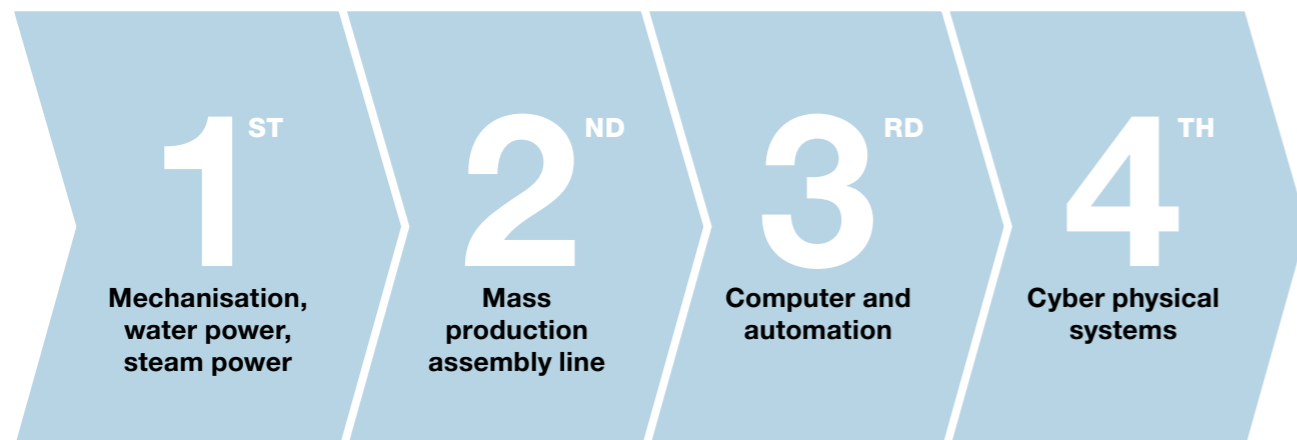 1ST
Mechanisation,
water power,
steam power
2ND
Mass
production
assembly line
3RD
Computer and
automation
4TH
Cyber physical
systems